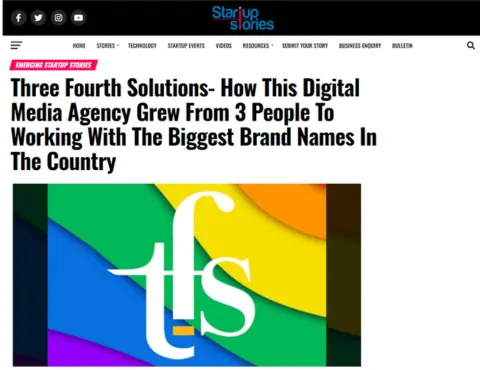 Startup
stories
HOME STORIES TECHNOLOGY STARTUP EVENTS VIDEOS RESOURCES SUBMIT YOUR STORY BUSINESS ENQUIRY BULLETIN
EMERGING STARTUP STORIES
Three Fourth Solutions- How This Digital
Media Agency Grew From 3 People To
Working With The Biggest Brand Names In
The Country
tfs